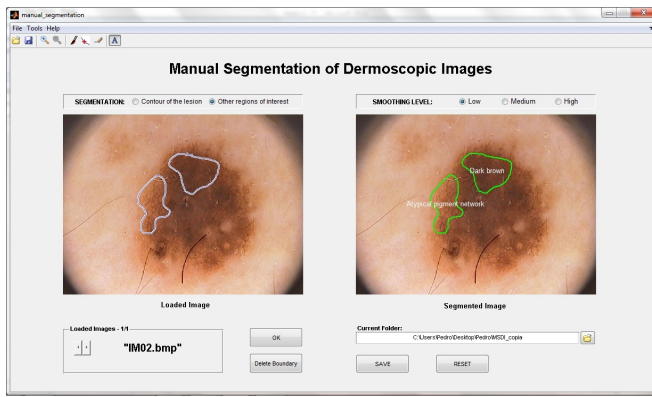 manual_segmentation
File Tools Help
A
Manual Segmentation of Dermoscopic Images
SEGMENTATION: Contour of the lesion Other regions of interest
SMOOTHING LEVEL: Low Medium High
Dark brown
Atypical pigment network
Loaded Image
Segmented Image
Loaded Images - 1/1
"IM02.bmp"
OK
Delete Boundary
Current Folder:
C:\Users\Pedro\Desktop\Pedro\MSDI_copia
SAVE RESET